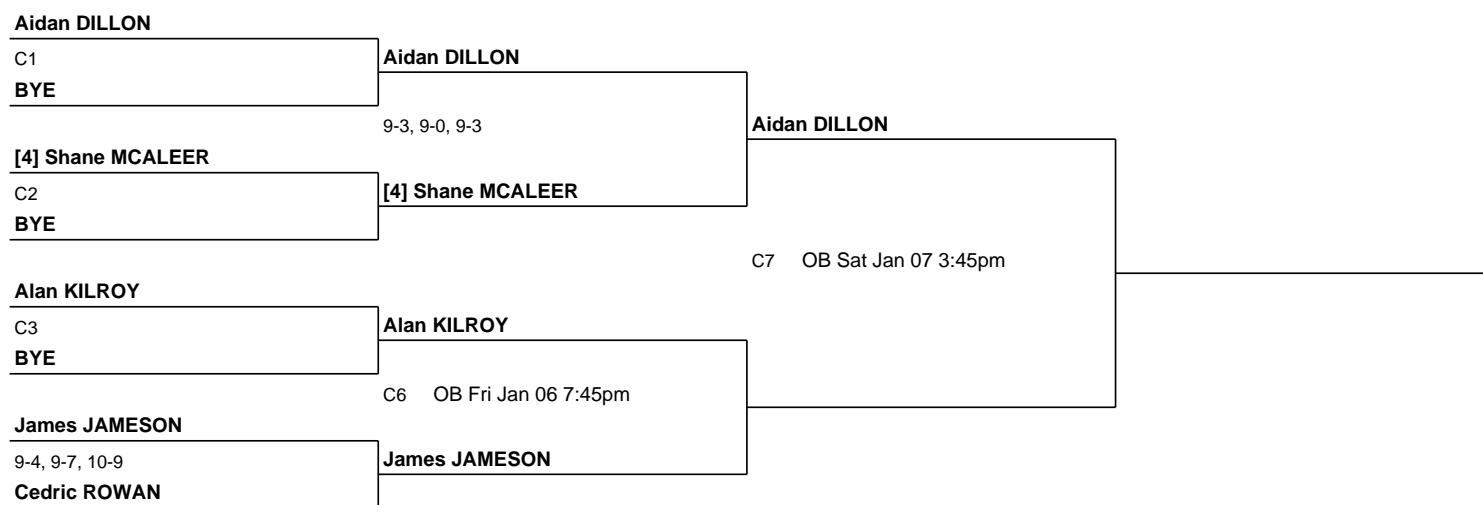 Aidan DILLON
C1
Aidan DILLON
BYE
9-3, 9-0, 9-3
Aidan DILLON
[4] Shane MCALEER
C2
[4] Shane MCALEER
BYE
C7 OB Sat Jan 07 3:45pm
Alan KILROY
C3
Alan KILROY
BYE
C6 OB Fri Jan 06 7:45pm
James JAMESON
9-4, 9-7, 10-9
James JAMESON
Cedric ROWAN